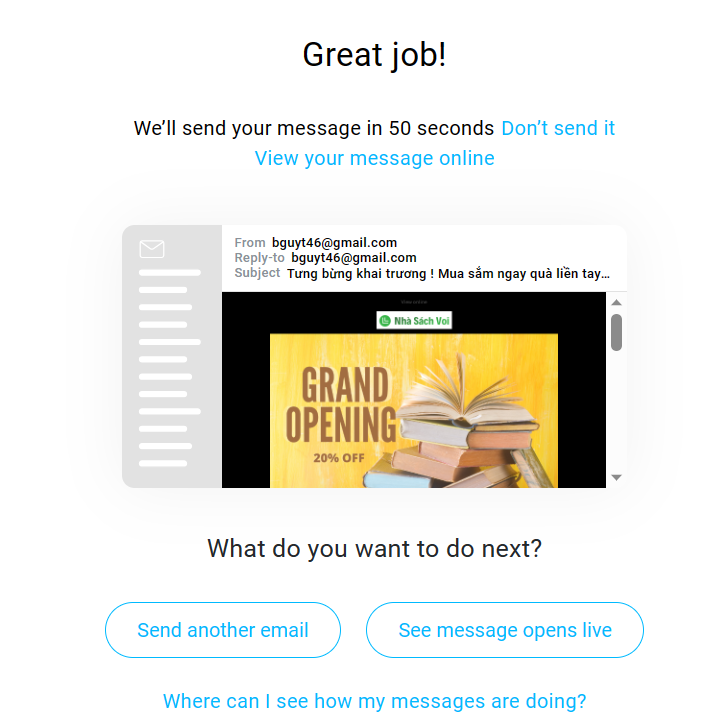 Great job!
We'll send your message in 50 seconds Don't send it
View your message online
From bguyt46@gmail.com
Reply-to bguyt46@gmail.com
Subject Tưng bừng khai trương ! Mua sắm ngay quà liền tay...
Nhà Sách Voi
GRAND
OPENING
20% OFF
What do you want to do next?
Send another email
See message opens live
Where can I see how my messages are doing?